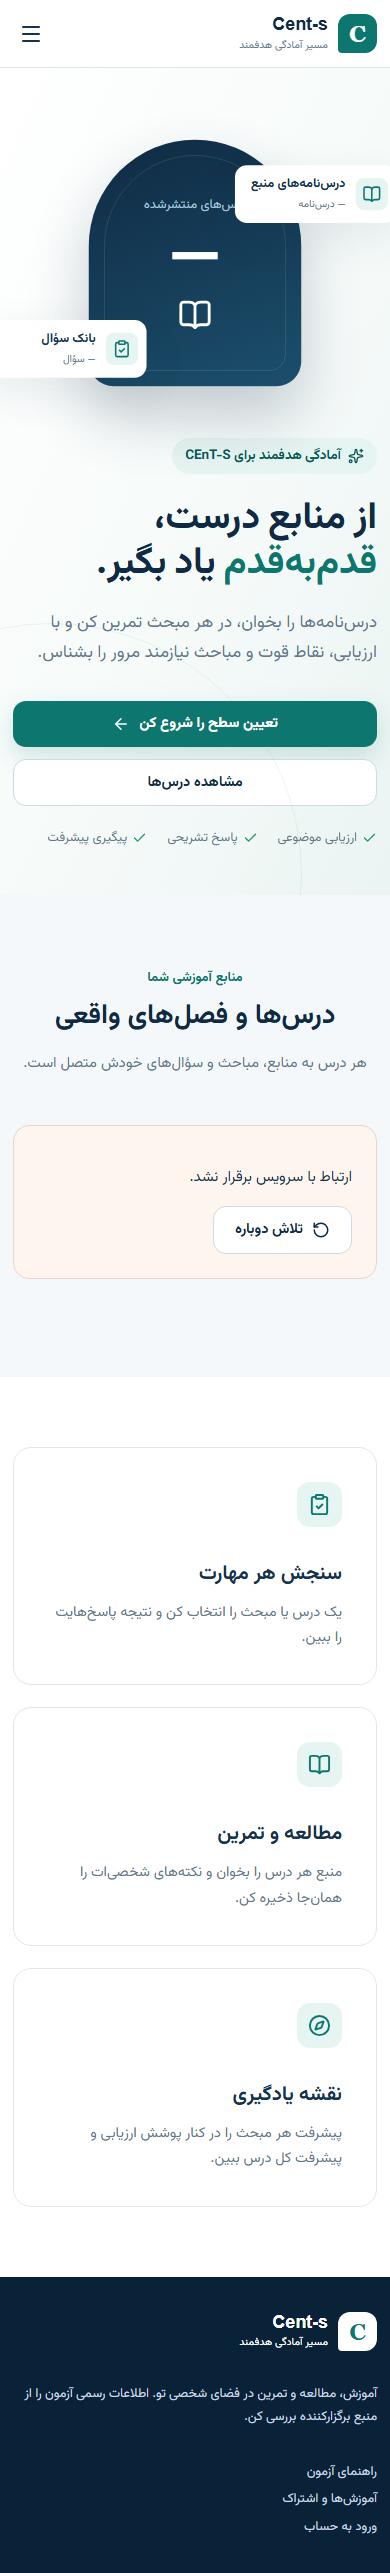 Cent-s
مسیر آمادگی هدفمند
C
درس‌نامه‌های منبع
— درس‌نامه
منتشرشده
—
بانک سؤال
— سؤال
آمادگی هدفمند برای CEnT-S
از منابع درست،
قدم‌به‌قدم یاد بگیر.
درس‌نامه‌ها را بخوان، در هر مبحث تمرین کن و با
ارزیابی، نقاط قوت و مباحث نیازمند مرور را بشناس.
تعیین سطح را شروع کن
مشاهده درس‌ها
ارزیابی موضوعی
پاسخ تشریحی
پیگیری پیشرفت
منابع آموزشی شما
درس‌ها و فصل‌های واقعی
هر درس به منابع، مباحث و سؤال‌های خودش متصل است.
ارتباط با سرویس برقرار نشد.
تلاش دوباره
سنجش هر مهارت
یک درس یا مبحث را انتخاب کن و نتیجه پاسخ‌هایت
را ببین.
مطالعه و تمرین
منبع هر درس را بخوان و نکته‌های شخصی‌ات را
همان‌جا ذخیره کن.
نقشه یادگیری
پیشرفت هر مبحث را در کنار پوشش ارزیابی و
پیشرفت کل درس ببین.
Cent-s
مسیر آمادگی هدفمند
C
آموزش، مطالعه و تمرین در فضای شخصی تو. اطلاعات رسمی آزمون را از
منبع برگزارکننده بررسی کن.
راهنمای آزمون
آموزش‌ها و اشتراک
ورود به حساب